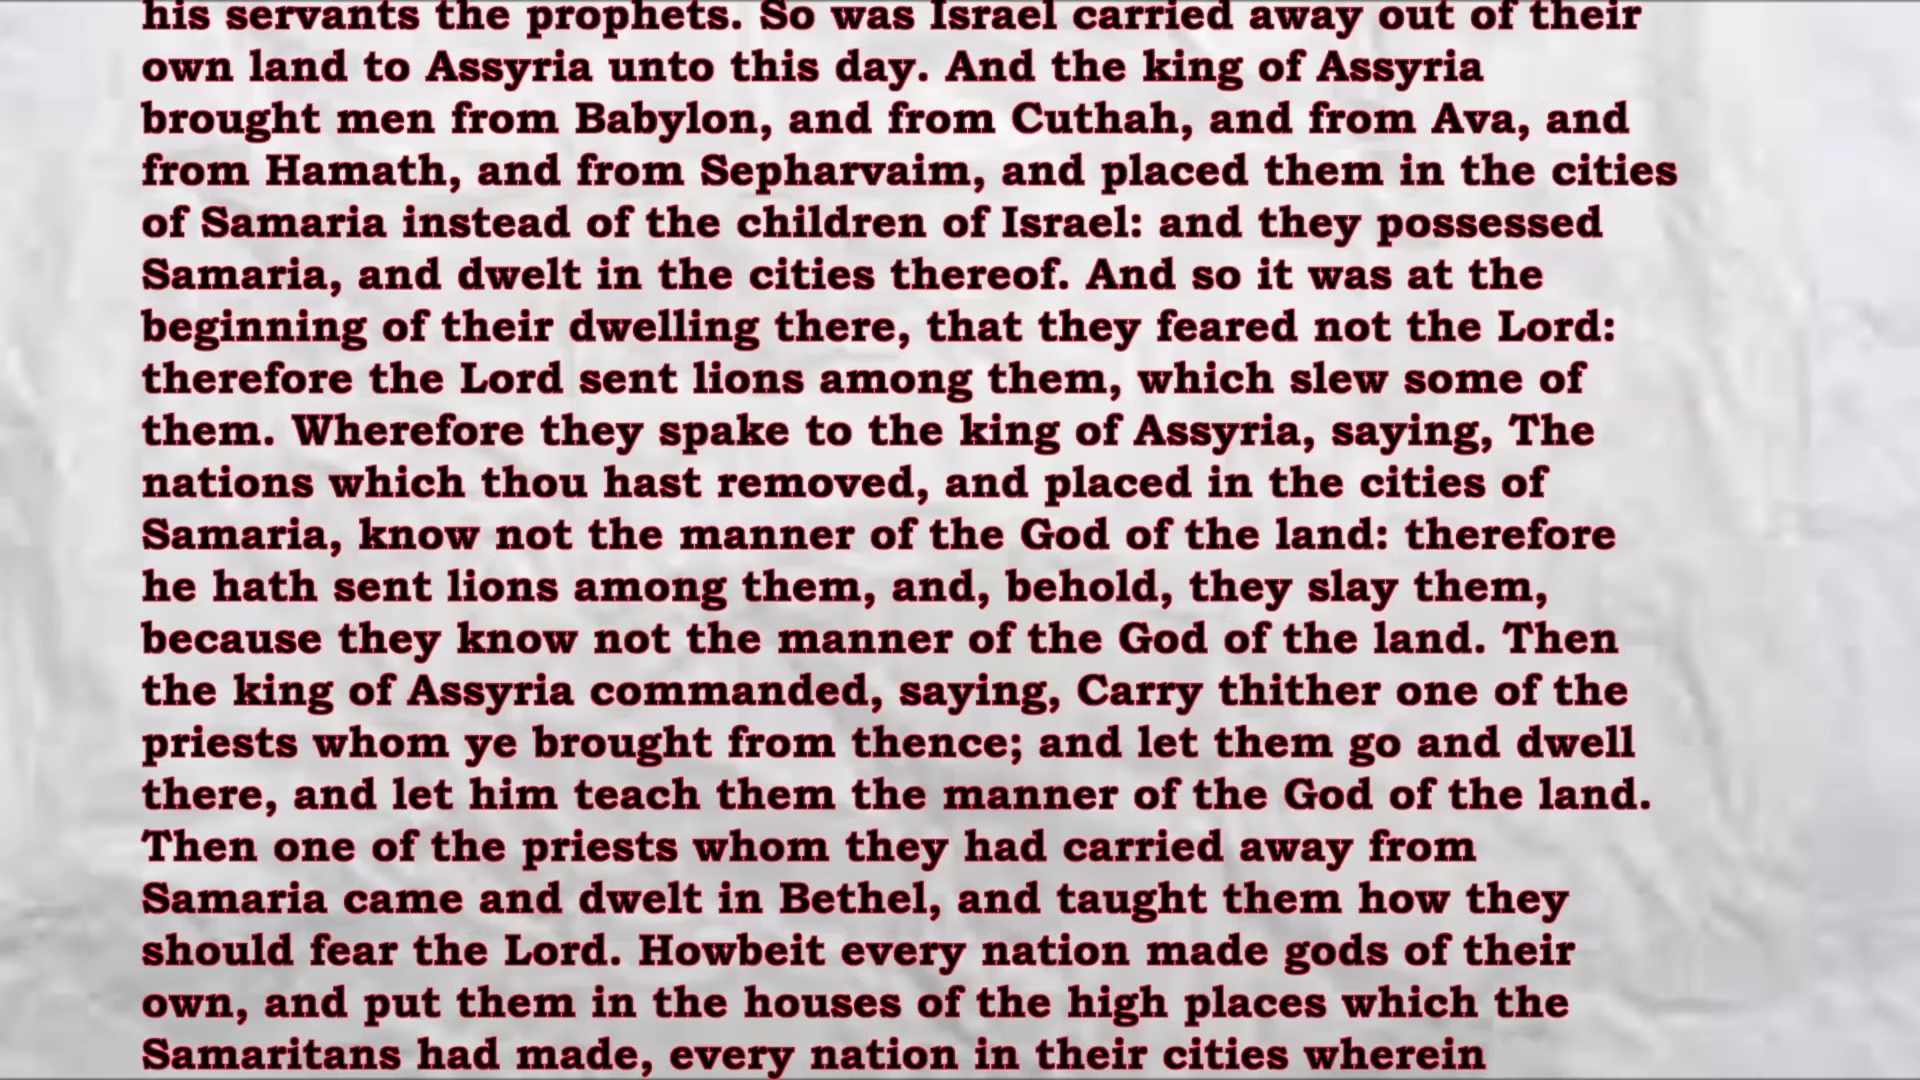 his servants the prophets. So was Israel carried away out of their
own land to Assyria unto this day. And the king of Assyria
brought men from Babylon, and from Cuthah, and from Ava, and
from Hamath, and from Sepharvaim, and placed them in the cities
of Samaria instead of the children of Israel: and they possessed
Samaria, and dwelt in the cities thereof. And so it was at the
beginning of their dwelling there, that they feared not the Lord:
therefore the Lord sent lions among them, which slew some of
them. Wherefore they spake to the king of Assyria, saying, The
nations which thou hast removed, and placed in the cities of
Samaria, know not the manner of the God of the land: therefore
he hath sent lions among them, and, behold, they slay them,
because they know not the manner of the God of the land. Then
the king of Assyria commanded, saying, Carry thither one of the
priests whom ye brought from thence; and let them go and dwell
there, and let him teach them the manner of the God of the land.
Then one of the priests whom they had carried away from
Samaria came and dwelt in Bethel, and taught them how they
should fear the Lord. Howbeit every nation made gods of their
own, and put them in the houses of the high places which the
Samaritans had made, every nation in their cities wherein